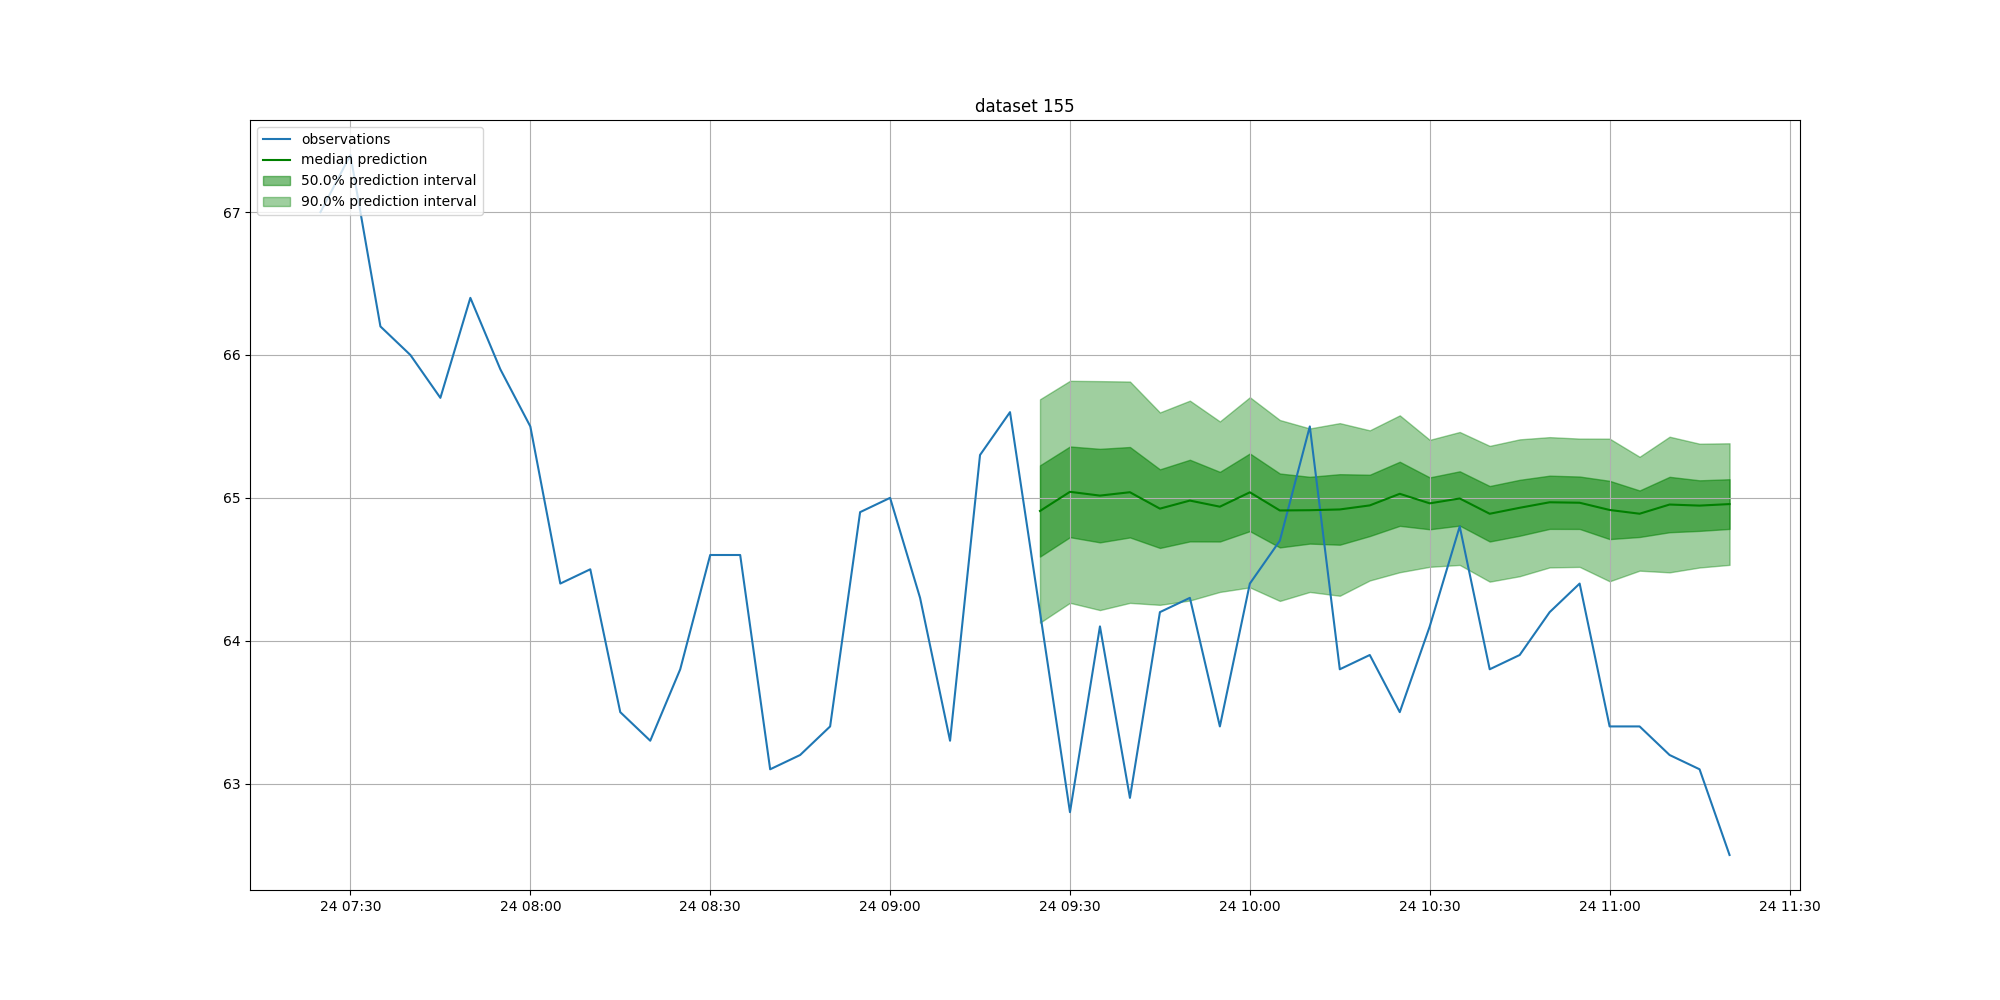 dataset 155
observations
median prediction
50.0% prediction interval
90.0% prediction interval
67
66
65
64
63
24 07:30
24 08:00
24 08:30
24 09:00
24 09:30
24 10:00
24 10:30
24 11:00
24 11:30